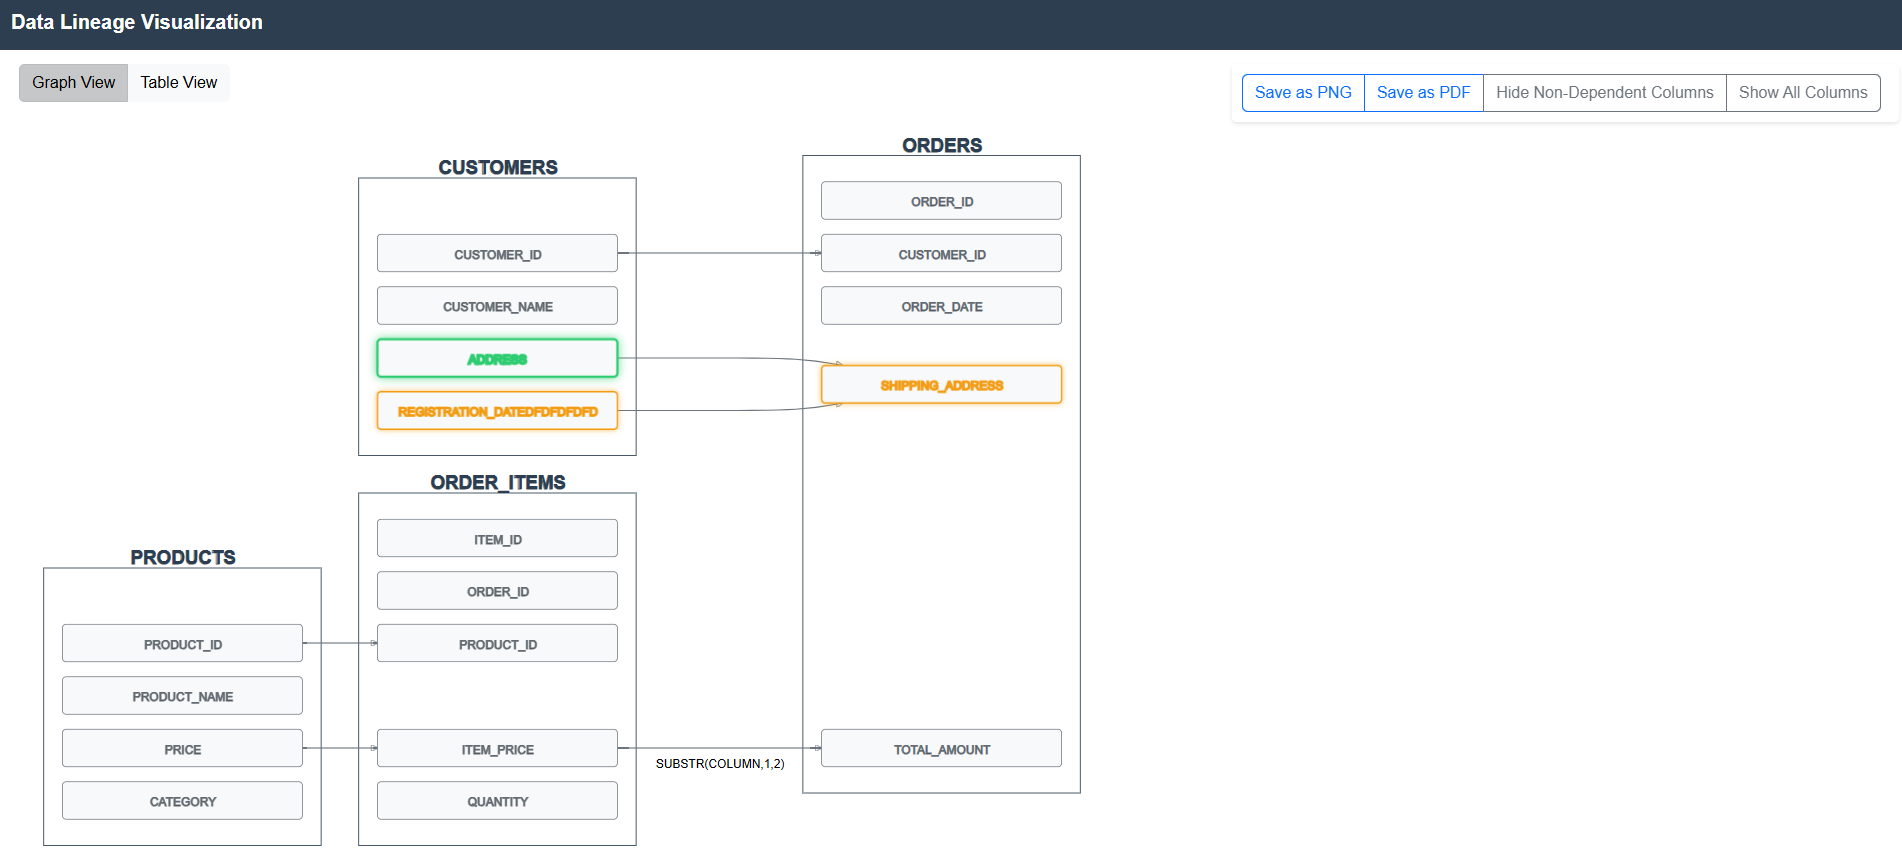 Data Lineage Visualization
Graph View
Table View
Save as PNG
Save as PDF
Hide Non-Dependent Columns
Show All Columns
CUSTOMERS
CUSTOMER_ID
CUSTOMER_NAME
ADDRESS
REGISTRATION_DATEDFDFDFDFD
ORDERS
ORDER_ID
CUSTOMER_ID
ORDER_DATE
SHIPPING_ADDRESS
TOTAL_AMOUNT
ORDER_ITEMS
ITEM_ID
ORDER_ID
PRODUCT_ID
ITEM_PRICE
QUANTITY
SUBSTR(COLUMN,1,2)
PRODUCTS
PRODUCT_ID
PRODUCT_NAME
PRICE
CATEGORY